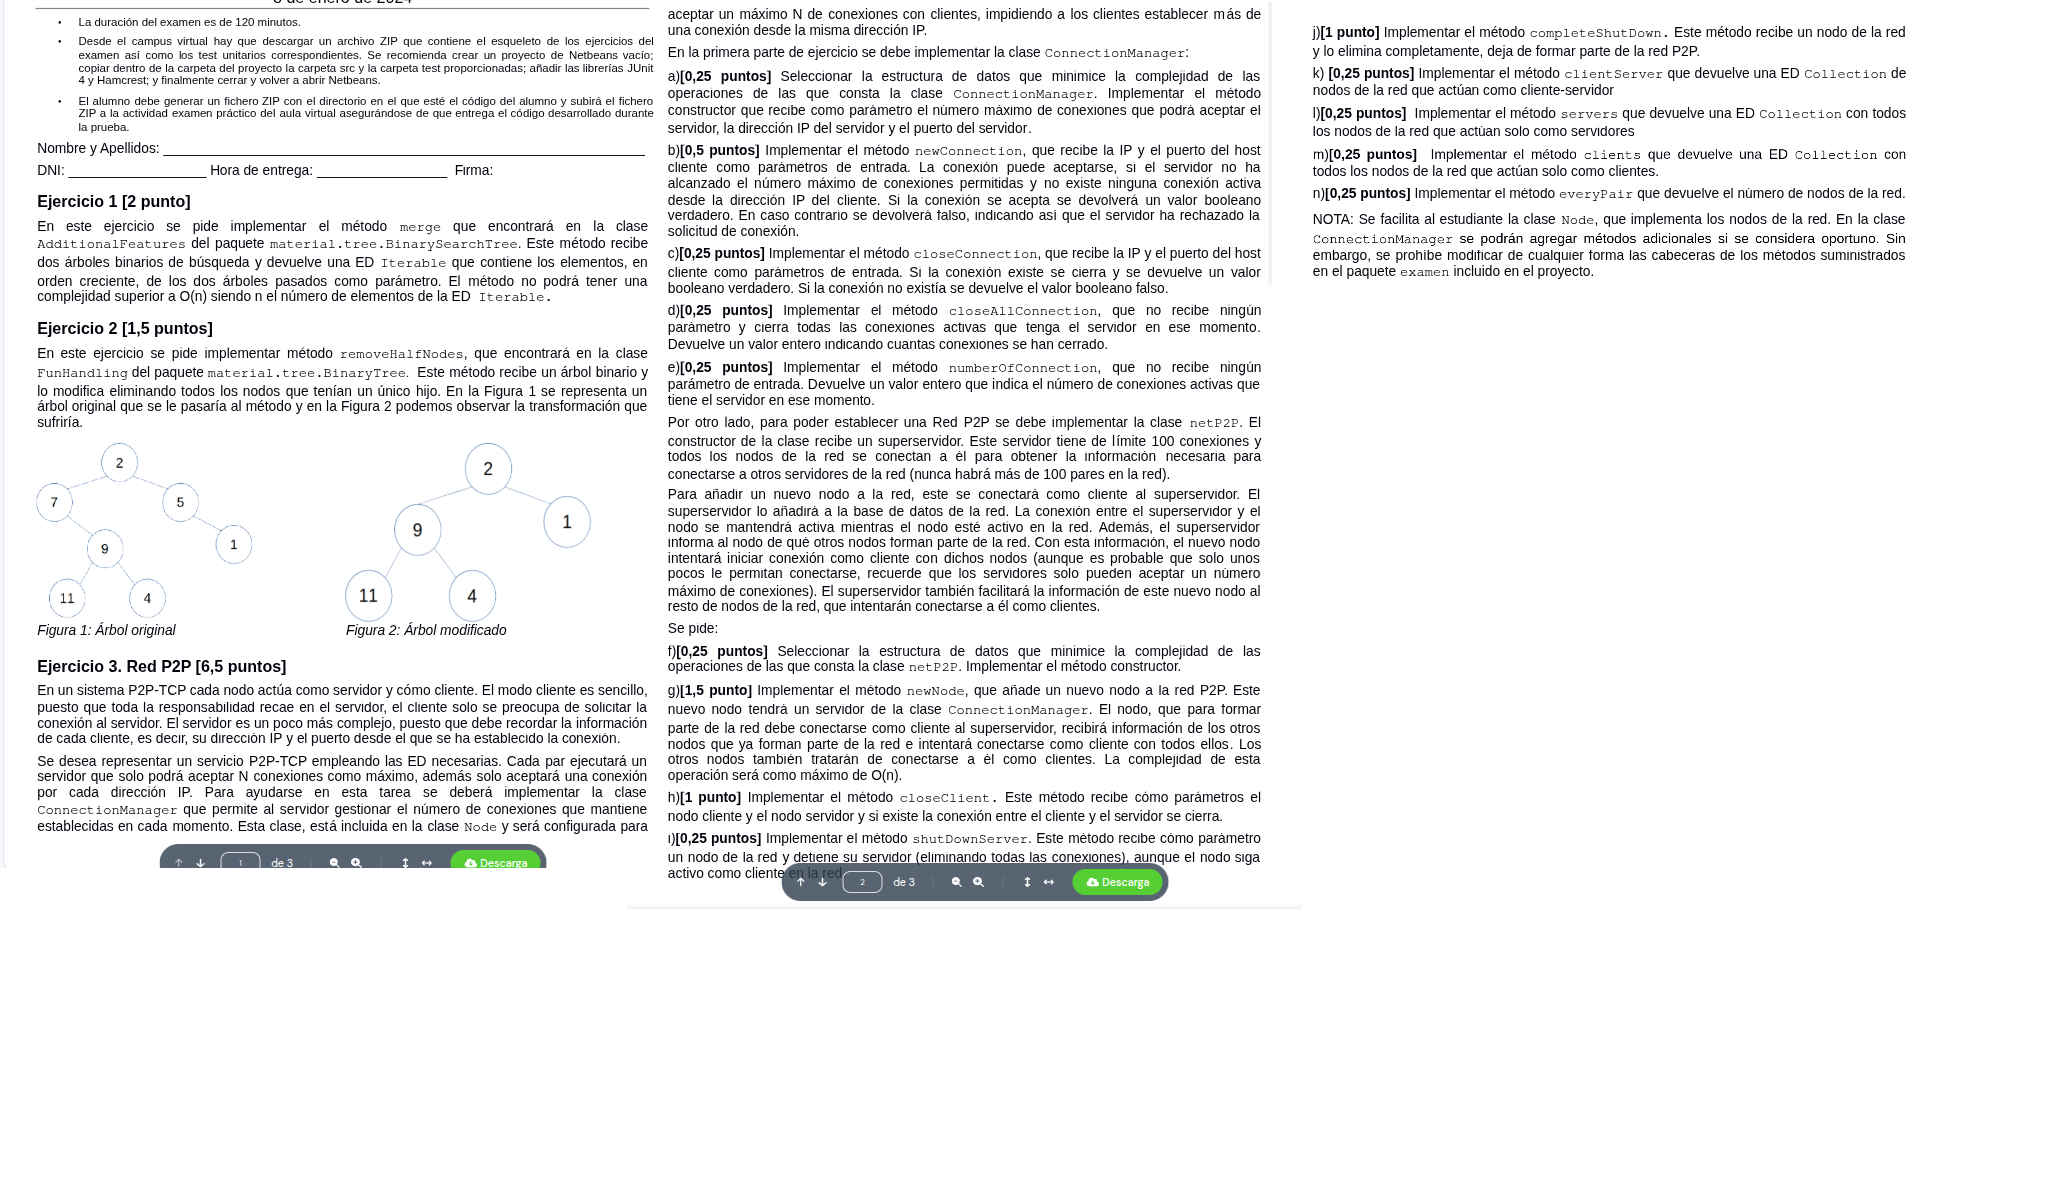 • La duración del examen es de 120 minutos.
• Desde el campus virtual hay que descargar un archivo ZIP que contiene el esqueleto de los ejercicios del
examen así como los test unitarios correspondientes. Se recomienda crear un proyecto de Netbeans vacío;
copiar dentro de la carpeta del proyecto la carpeta src y la carpeta test proporcionadas; añadir las librerías JUnit
4 y Hamcrest; y finalmente cerrar y volver a abrir Netbeans.
• El alumno debe generar un fichero ZIP con el directorio en el que esté el código del alumno y subirá el fichero
ZIP a la actividad examen práctico del aula virtual asegurándose de que entrega el código desarrollado durante
la prueba.
Nombre y Apellidos: ______________________________________________________________
DNI: __________________ Hora de entrega: _________________ Firma:
Ejercicio 1 [2 punto]
En este ejercicio se pide implementar el método merge que encontrará en la clase
AdditionalFeatures del paquete material.tree.BinarySearchTree. Este método recibe
dos árboles binarios de búsqueda y devuelve una ED Iterable que contiene los elementos, en
orden creciente, de los dos árboles pasados como parámetro. El método no podrá tener una
complejidad superior a O(n) siendo n el número de elementos de la ED Iterable.
Ejercicio 2 [1,5 puntos]
En este ejercicio se pide implementar método removeHalfNodes, que encontrará en la clase
FunHandling del paquete material.tree.BinaryTree. Este método recibe un árbol binario y
lo modifica eliminando todos los nodos que tenían un único hijo. En la Figura 1 se representa un
árbol original que se le pasaría al método y en la Figura 2 podemos observar la transformación que
sufriría.
2
7
5
9
1
11
4
2
9
1
11
4
Figura 1: Árbol original
Figura 2: Árbol modificado
Ejercicio 3. Red P2P [6,5 puntos]
En un sistema P2P-TCP cada nodo actúa como servidor y cómo cliente. El modo cliente es sencillo,
puesto que toda la responsabilidad recae en el servidor, el cliente solo se preocupa de solicitar la
conexión al servidor. El servidor es un poco más complejo, puesto que debe recordar la información
de cada cliente, es decir, su dirección IP y el puerto desde el que se ha establecido la conexión.
Se desea representar un servicio P2P-TCP empleando las ED necesarias. Cada par ejecutará un
servidor que solo podrá aceptar N conexiones como máximo, además solo aceptará una conexión
por cada dirección IP. Para ayudarse en esta tarea se deberá implementar la clase
ConnectionManager que permite al servidor gestionar el número de conexiones que mantiene
establecidas en cada momento. Esta clase, está incluida en la clase Node y será configurada para
1 de 3 Descarga
aceptar un máximo N de conexiones con clientes, impidiendo a los clientes establecer más de
una conexión desde la misma dirección IP.
En la primera parte de ejercicio se debe implementar la clase ConnectionManager:
a)[0,25 puntos] Seleccionar la estructura de datos que minimice la complejidad de las
operaciones de las que consta la clase ConnectionManager. Implementar el método
constructor que recibe como parámetro el número máximo de conexiones que podrá aceptar el
servidor, la dirección IP del servidor y el puerto del servidor.
b)[0,5 puntos] Implementar el método newConnection, que recibe la IP y el puerto del host
cliente como parámetros de entrada. La conexión puede aceptarse, si el servidor no ha
alcanzado el número máximo de conexiones permitidas y no existe ninguna conexión activa
desde la dirección IP del cliente. Si la conexión se acepta se devolverá un valor booleano
verdadero. En caso contrario se devolverá falso, indicando así que el servidor ha rechazado la
solicitud de conexión.
c)[0,25 puntos] Implementar el método closeConnection, que recibe la IP y el puerto del host
cliente como parámetros de entrada. Si la conexión existe se cierra y se devuelve un valor
booleano verdadero. Si la conexión no existía se devuelve el valor booleano falso.
d)[0,25 puntos] Implementar el método closeAllConnection, que no recibe ningún
parámetro y cierra todas las conexiones activas que tenga el servidor en ese momento.
Devuelve un valor entero indicando cuantas conexiones se han cerrado.
e)[0,25 puntos] Implementar el método numberOfConnection, que no recibe ningún
parámetro de entrada. Devuelve un valor entero que indica el número de conexiones activas que
tiene el servidor en ese momento.
Por otro lado, para poder establecer una Red P2P se debe implementar la clase netP2P. El
constructor de la clase recibe un superservidor. Este servidor tiene de límite 100 conexiones y
todos los nodos de la red se conectan a él para obtener la información necesaria para
conectarse a otros servidores de la red (nunca habrá más de 100 pares en la red).
Para añadir un nuevo nodo a la red, este se conectará como cliente al superservidor. El
superservidor lo añadirá a la base de datos de la red. La conexión entre el superservidor y el
nodo se mantendrá activa mientras el nodo esté activo en la red. Además, el superservidor
informa al nodo de qué otros nodos forman parte de la red. Con esta información, el nuevo nodo
intentará iniciar conexión como cliente con dichos nodos (aunque es probable que solo unos
pocos le permitan conectarse, recuerde que los servidores solo pueden aceptar un número
máximo de conexiones). El superservidor también facilitará la información de este nuevo nodo al
resto de nodos de la red, que intentarán conectarse a él como clientes.
Se pide:
f)[0,25 puntos] Seleccionar la estructura de datos que minimice la complejidad de las
operaciones de las que consta la clase netP2P. Implementar el método constructor.
g)[1,5 punto] Implementar el método newNode, que añade un nuevo nodo a la red P2P. Este
nuevo nodo tendrá un servidor de la clase ConnectionManager. El nodo, que para formar
parte de la red debe conectarse como cliente al superservidor, recibirá información de los otros
nodos que ya forman parte de la red e intentará conectarse como cliente con todos ellos. Los
otros nodos también tratarán de conectarse a él como clientes. La complejidad de esta
operación será como máximo de O(n).
h)[1 punto] Implementar el método closeClient. Este método recibe cómo parámetros el
nodo cliente y el nodo servidor y si existe la conexión entre el cliente y el servidor se cierra.
i)[0,25 puntos] Implementar el método shutDownServer. Este método recibe cómo parámetro
un nodo de la red y detiene su servidor (eliminando todas las conexiones), aunque el nodo siga
activo como cliente en la red
2 de 3 Descarga
j)[1 punto] Implementar el método completeShutDown. Este método recibe un nodo de la red
y lo elimina completamente, deja de formar parte de la red P2P.
k) [0,25 puntos] Implementar el método clientServer que devuelve una ED Collection de
nodos de la red que actúan como cliente-servidor
l)[0,25 puntos] Implementar el método servers que devuelve una ED Collection con todos
los nodos de la red que actúan solo como servidores
m)[0,25 puntos] Implementar el método clients que devuelve una ED Collection con
todos los nodos de la red que actúan solo como clientes.
n)[0,25 puntos] Implementar el método everyPair que devuelve el número de nodos de la red.
NOTA: Se facilita al estudiante la clase Node, que implementa los nodos de la red. En la clase
ConnectionManager se podrán agregar métodos adicionales si se considera oportuno. Sin
embargo, se prohíbe modificar de cualquier forma las cabeceras de los métodos suministrados
en el paquete examen incluido en el proyecto.